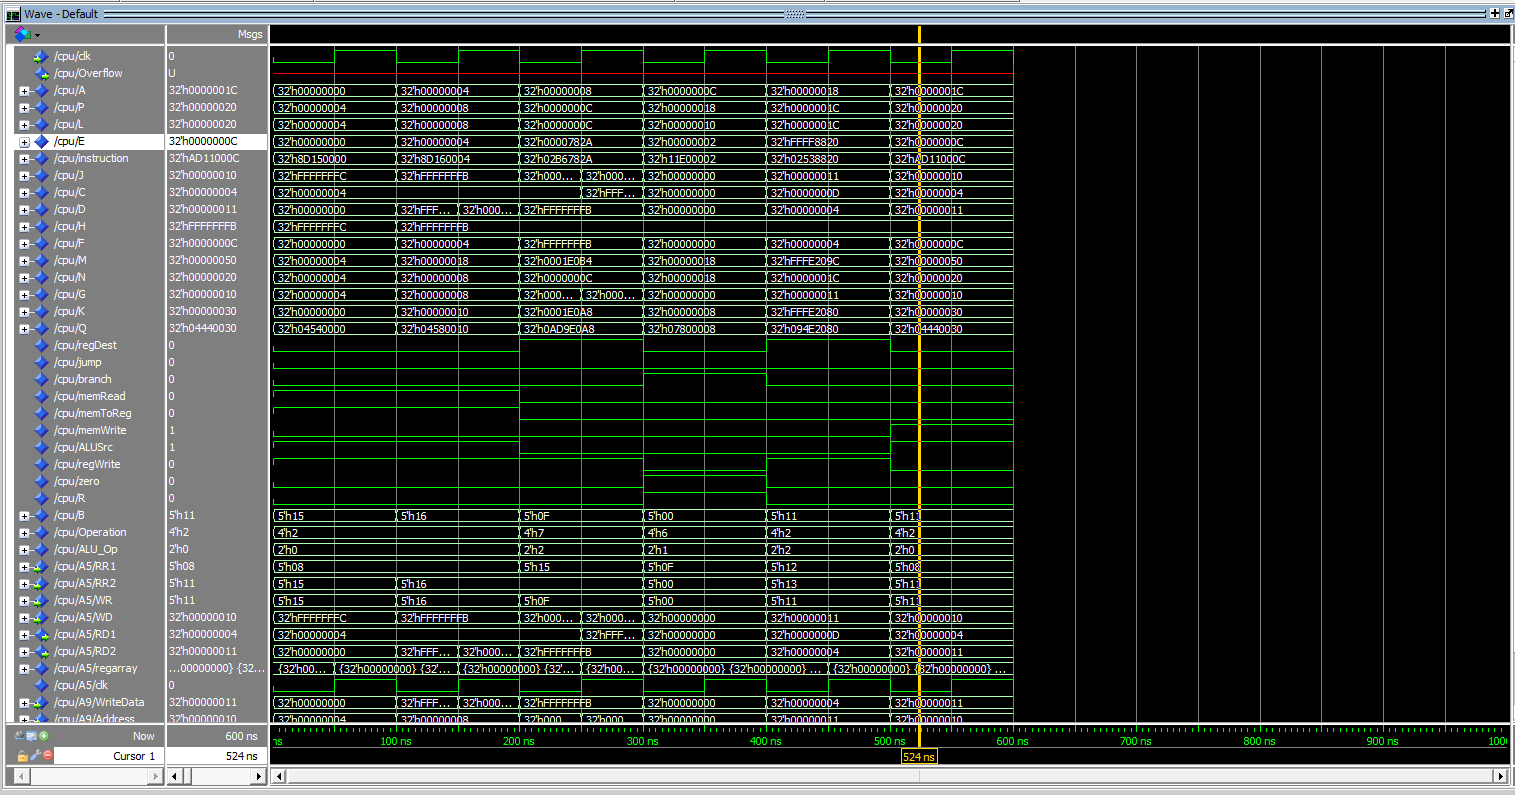 Wave - Default
Msgs
/cpu/clk 0
/cpu/Overflow U
/cpu/A 32'h0000001C 32'h00000000 32'h00000004 32'h00000008 32'h0000000C 32'h00000018 32'h0000001C
/cpu/P 32'h00000020 32'h00000004 32'h00000008 32'h0000000C 32'h00000018 32'h0000001C 32'h00000020
/cpu/L 32'h00000020 32'h00000004 32'h00000008 32'h0000000C 32'h00000010 32'h0000001C 32'h00000020
/cpu/E 32'h0000000C 32'h00000000 32'h00000004 32'h0000782A 32'h00000002 32'hFFFF8820 32'h0000000C
/cpu/instruction 32'hAD11000C 32'h8D150000 32'h8D160004 32'h02B6782A 32'h11E00002 32'h02538820 32'hAD11000C
/cpu/J 32'h00000010 32'hFFFFFFFC 32'hFFFFFFFB 32'h000... 32'h000... 32'h00000000 32'h00000011 32'h00000010
/cpu/C 32'h00000004 32'h00000004 32'hFFF... 32'h00000000 32'h0000000D 32'h00000004
/cpu/D 32'h00000011 32'h00000000 32'hFFF... 32'h000... 32'hFFFFFFFB 32'h00000000 32'h00000004 32'h00000011
/cpu/H 32'hFFFFFFFB 32'hFFFFFFFC 32'hFFFFFFFB
/cpu/F 32'h0000000C 32'h00000000 32'h00000004 32'hFFFFFFFB 32'h00000000 32'h00000004 32'h0000000C
/cpu/M 32'h00000050 32'h00000004 32'h00000018 32'h0001E0B4 32'h00000018 32'hFFFE209C 32'h00000050
/cpu/N 32'h00000020 32'h00000004 32'h00000008 32'h0000000C 32'h00000018 32'h0000001C 32'h00000020
/cpu/G 32'h00000010 32'h00000004 32'h00000008 32'h000... 32'h000... 32'h00000000 32'h00000011 32'h00000010
/cpu/K 32'h00000030 32'h00000000 32'h00000010 32'h0001E0A8 32'h00000008 32'hFFFE2080 32'h00000030
/cpu/Q 32'h04440030 32'h04540000 32'h04580010 32'h0AD9E0A8 32'h07800008 32'h094E2080 32'h04440030
/cpu/regDest 0
/cpu/jump 0
/cpu/branch 0
/cpu/memRead 0
/cpu/memToReg 0
/cpu/memWrite 1
/cpu/ALUSrc 1
/cpu/regWrite 0
/cpu/zero 0
/cpu/R 0
/cpu/B 5'h11 5'h15 5'h16 5'h0F 5'h00 5'h11 5'h11
/cpu/Operation 4'h2 4'h2 4'h7 4'h6 4'h2 4'h2
/cpu/ALU_Op 2'h0 2'h0 2'h2 2'h1 2'h2 2'h0
/cpu/A5/RR1 5'h08 5'h08 5'h15 5'h0F 5'h12 5'h08
/cpu/A5/RR2 5'h11 5'h15 5'h16 5'h00 5'h13 5'h11
/cpu/A5/WR 5'h11 5'h15 5'h16 5'h0F 5'h00 5'h11 5'h11
/cpu/A5/WD 32'h00000010 32'hFFFFFFFC 32'hFFFFFFFB 32'h000... 32'h000... 32'h00000000 32'h00000011 32'h00000010
/cpu/A5/RD1 32'h00000004 32'h00000004 32'hFFF... 32'h00000000 32'h0000000D 32'h00000004
/cpu/A5/RD2 32'h00000011 32'h00000000 32'hFFF... 32'h000... 32'hFFFFFFFB 32'h00000000 32'h00000004 32'h00000011
/cpu/A5/regarray ...00000000} {32... {32'h00... {32'h00000000} {32'... {32'h00000000} {32'... {32'h00... {32'h00000000} {32'h00000000} ... {32'h00000000} {32'h00000000} ...
/cpu/A5/clk 0
/cpu/A9/WriteData 32'h00000011 32'h00000000 32'hFFF... 32'h000... 32'hFFFFFFFB 32'h00000000 32'h00000004 32'h00000011
/cpu/A9/Address 32'h00000010 32'h00000004 32'h00000008 32'h000 32'h000 32'h00000000 32'h00000011 32'h00000010
Now 600 ns ns 100 ns 200 ns 300 ns 400 ns 500 ns 600 ns 700 ns 800 ns 900 ns 1000
Cursor 1 524 ns 524 ns